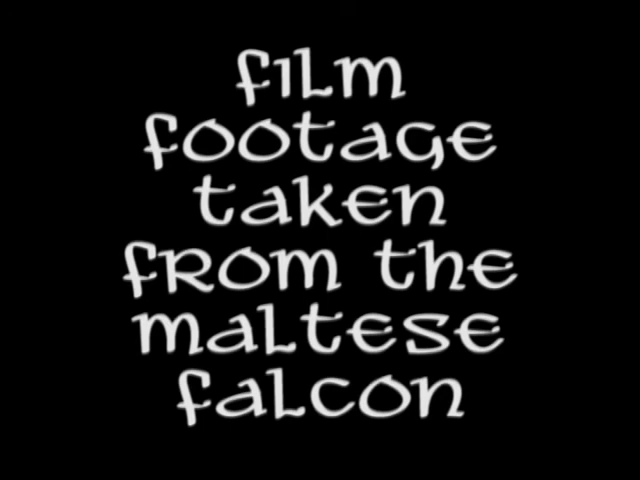 film
footage
taken
from the
maltese
falcon